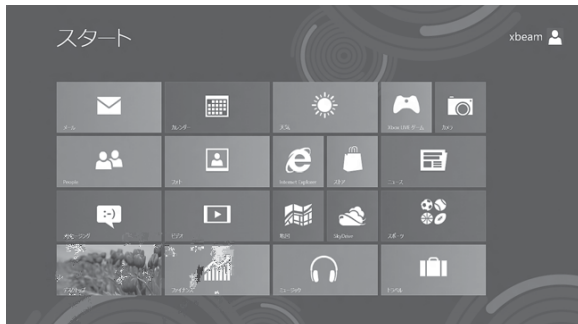 スタート
xbeam
メール
カレンダー
天気
Xbox LIVE ゲーム
カメラ
People
フォト
Internet Explorer
ストア
ニュース
メッセージング
ビデオ
地図
SkyDrive
スポーツ
デスクトップ
ファイナンス
ミュージック
トラベル